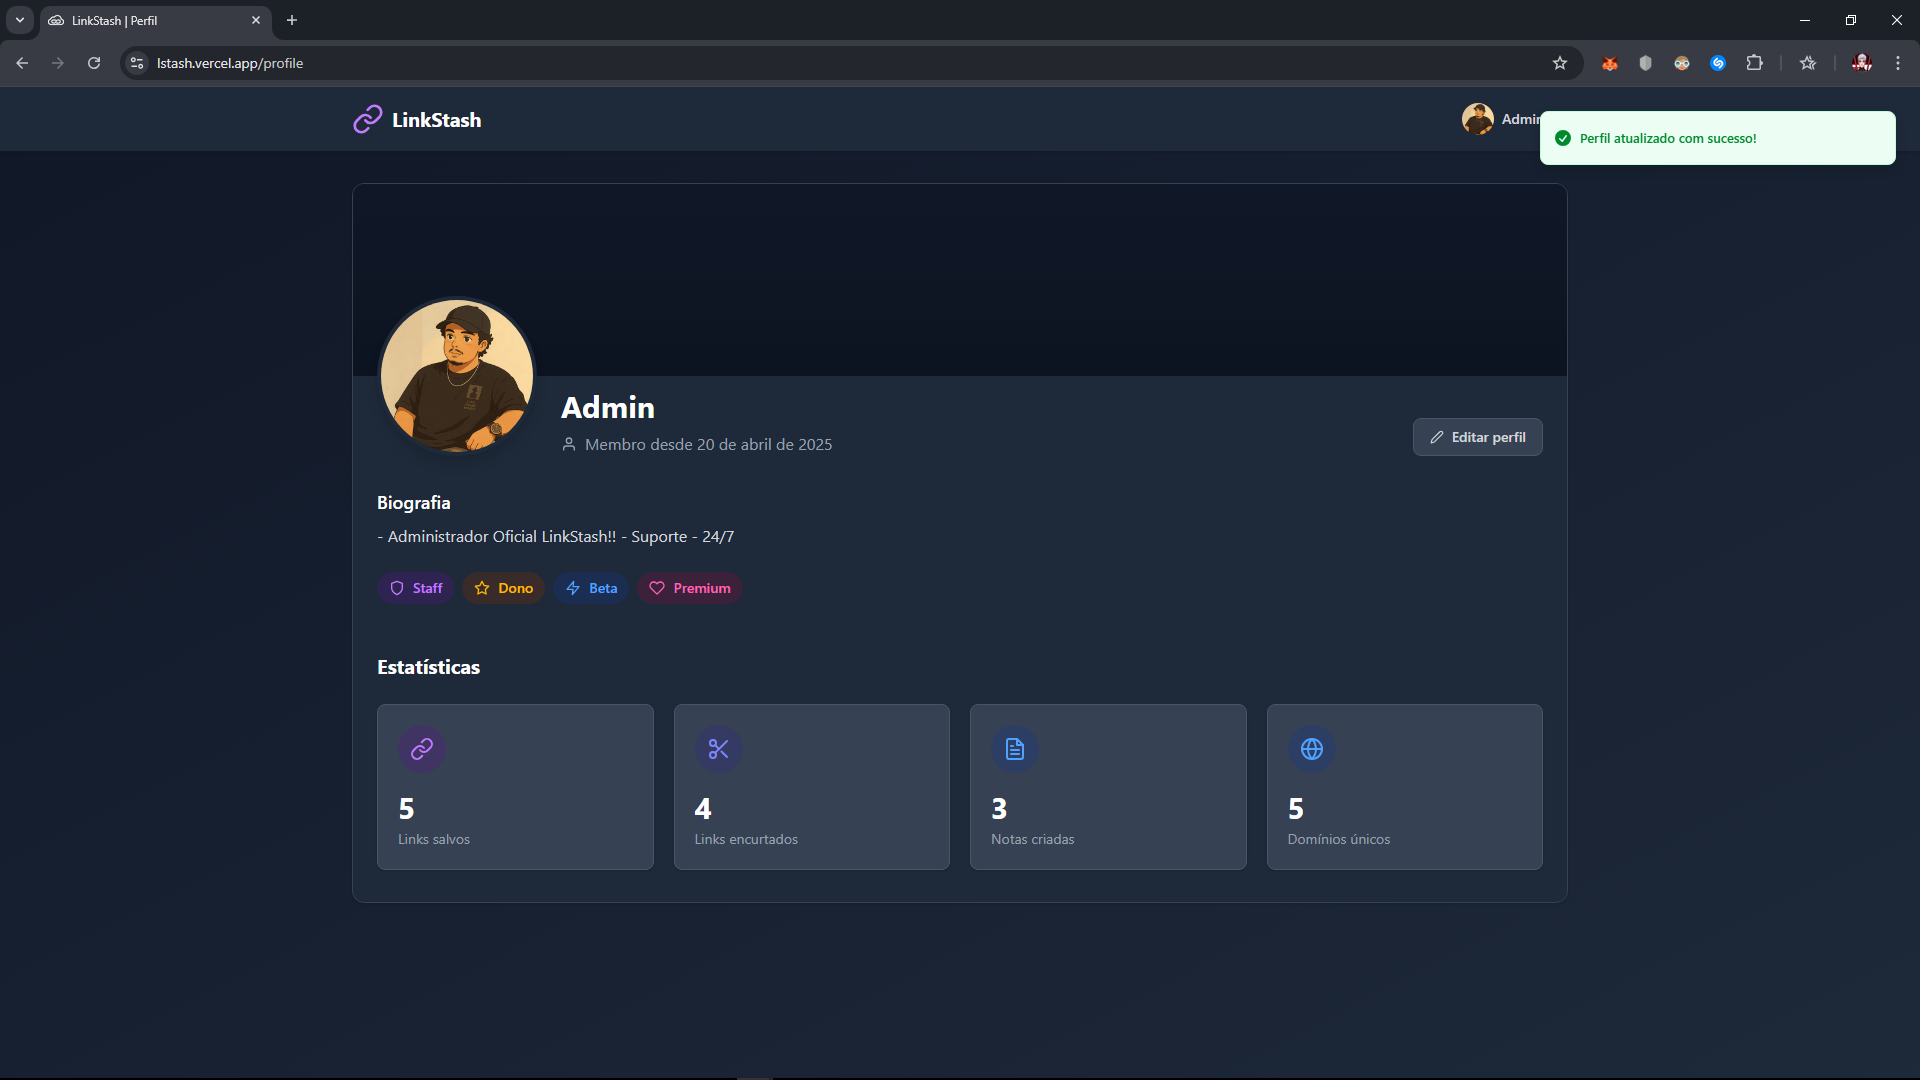 LinkStash | Perfil
lstash.vercel.app/profile
LinkStash
Admin
Perfil atualizado com sucesso!
Admin
Membro desde 20 de abril de 2025
Editar perfil
Biografia
- Administrador Oficial LinkStash!! - Suporte - 24/7
Staff
Dono
Beta
Premium
Estatísticas
5
Links salvos
4
Links encurtados
3
Notas criadas
5
Domínios únicos